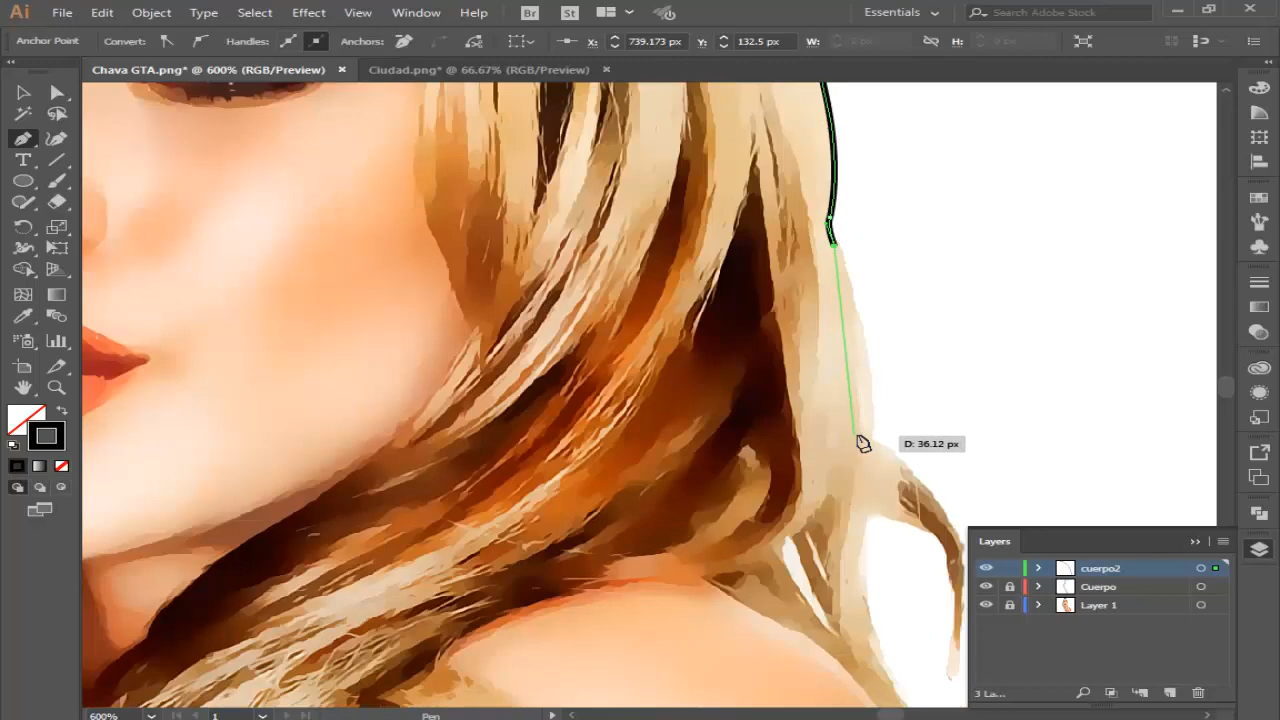 Ai File Edit Object Type Select Effect View Window Help Br St Essentials Search Adobe Stock
Anchor Point Convert: Handles: Anchors: X: 739.173 px Y: 132.5 px W: H:
Chava GTA.png* @ 600% (RGB/Preview) × Ciudad.png* @ 66.67% (RGB/Preview) ×
D: 36.12 px
Layers
cuerpo2
Cuerpo
Layer 1
3 La...
600% 1 Pen